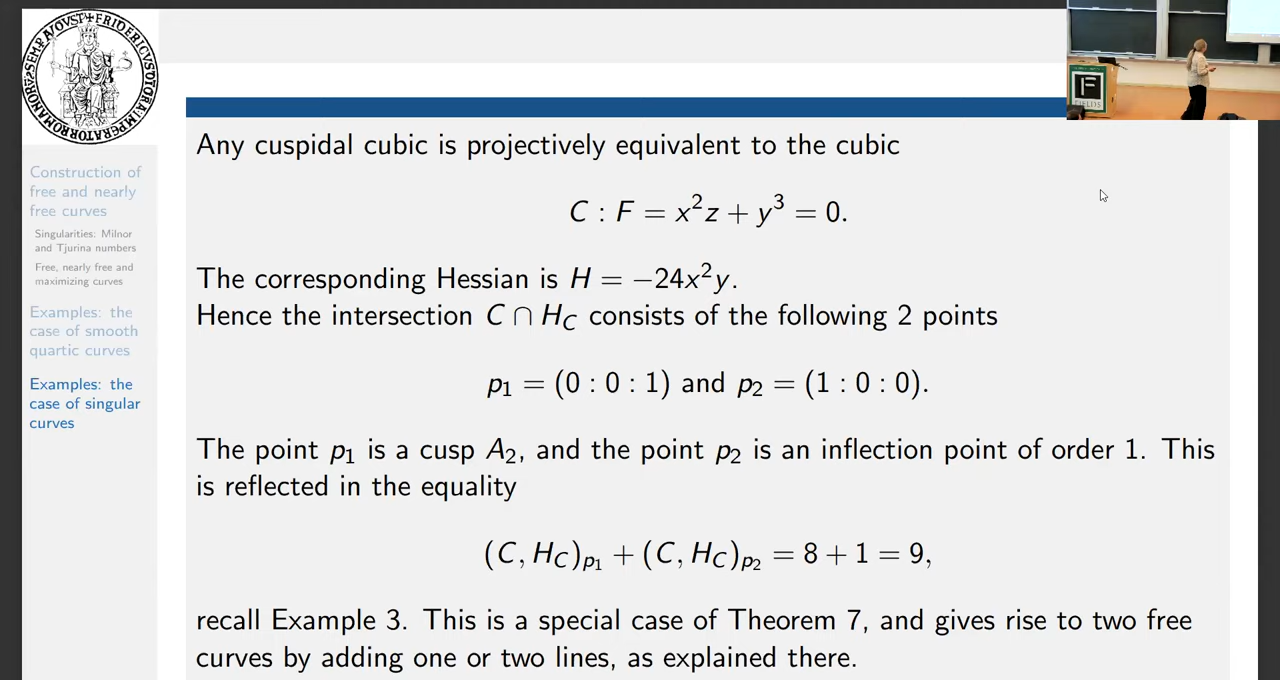 SEMPAVOVST✝FRIDERICVSDIVRA:IMPERATORROMANORV
Construction of
free and nearly
free curves
Singularities: Milnor
and Tjurina numbers
Free, nearly free and
maximizing curves
Examples: the
case of smooth
quartic curves
Examples: the
case of singular
curves
Any cuspidal cubic is projectively equivalent to the cubic
C : F = x²z + y³ = 0.
The corresponding Hessian is H = −24x²y.
Hence the intersection C ∩ H_C consists of the following 2 points
p₁ = (0 : 0 : 1) and p₂ = (1 : 0 : 0).
The point p₁ is a cusp A₂, and the point p₂ is an inflection point of order 1. This
is reflected in the equality
(C, H_C)_{p₁} + (C, H_C)_{p₂} = 8 + 1 = 9,
recall Example 3. This is a special case of Theorem 7, and gives rise to two free
curves by adding one or two lines, as explained there.
F
FIELDS